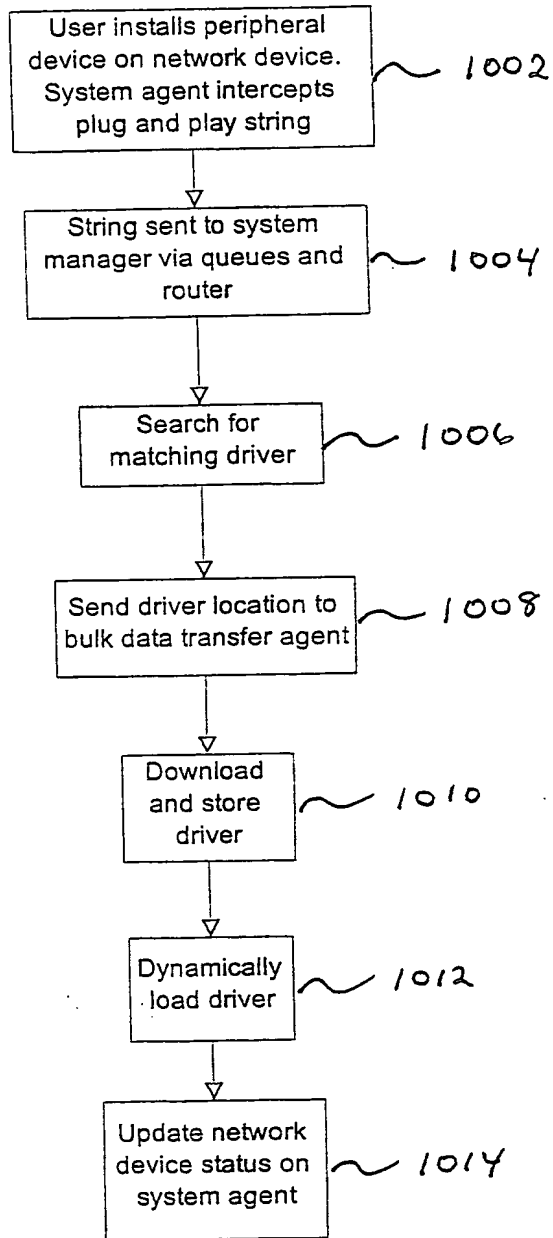 User installs peripheral
device on network device.
System agent intercepts
plug and play string
1002
String sent to system
manager via queues and
router
1004
Search for
matching driver
1006
Send driver location to
bulk data transfer agent
1008
Download
and store
driver
1010
Dynamically
load driver
1012
Update network
device status on
system agent
1014